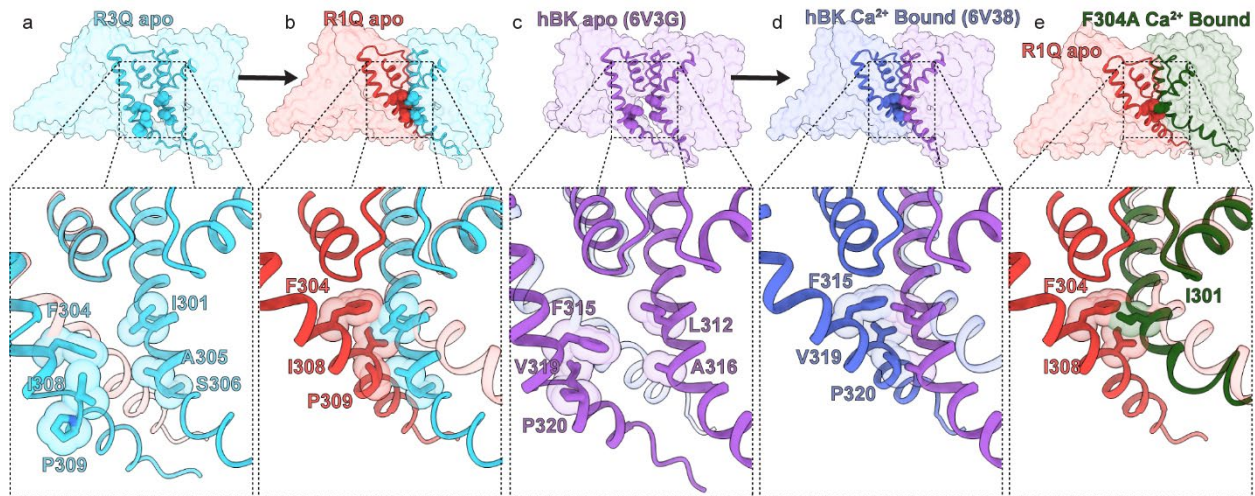 a R3Q apo
b R1Q apo
c hBK apo (6V3G)
d hBK Ca²⁺ Bound (6V38)
e F304A Ca²⁺ Bound
R1Q apo
F304
I301
I308
A305
S306
P309
F304
I308
P309
F315
L312
V319
A316
P320
F315
V319
P320
F304
I301
I308